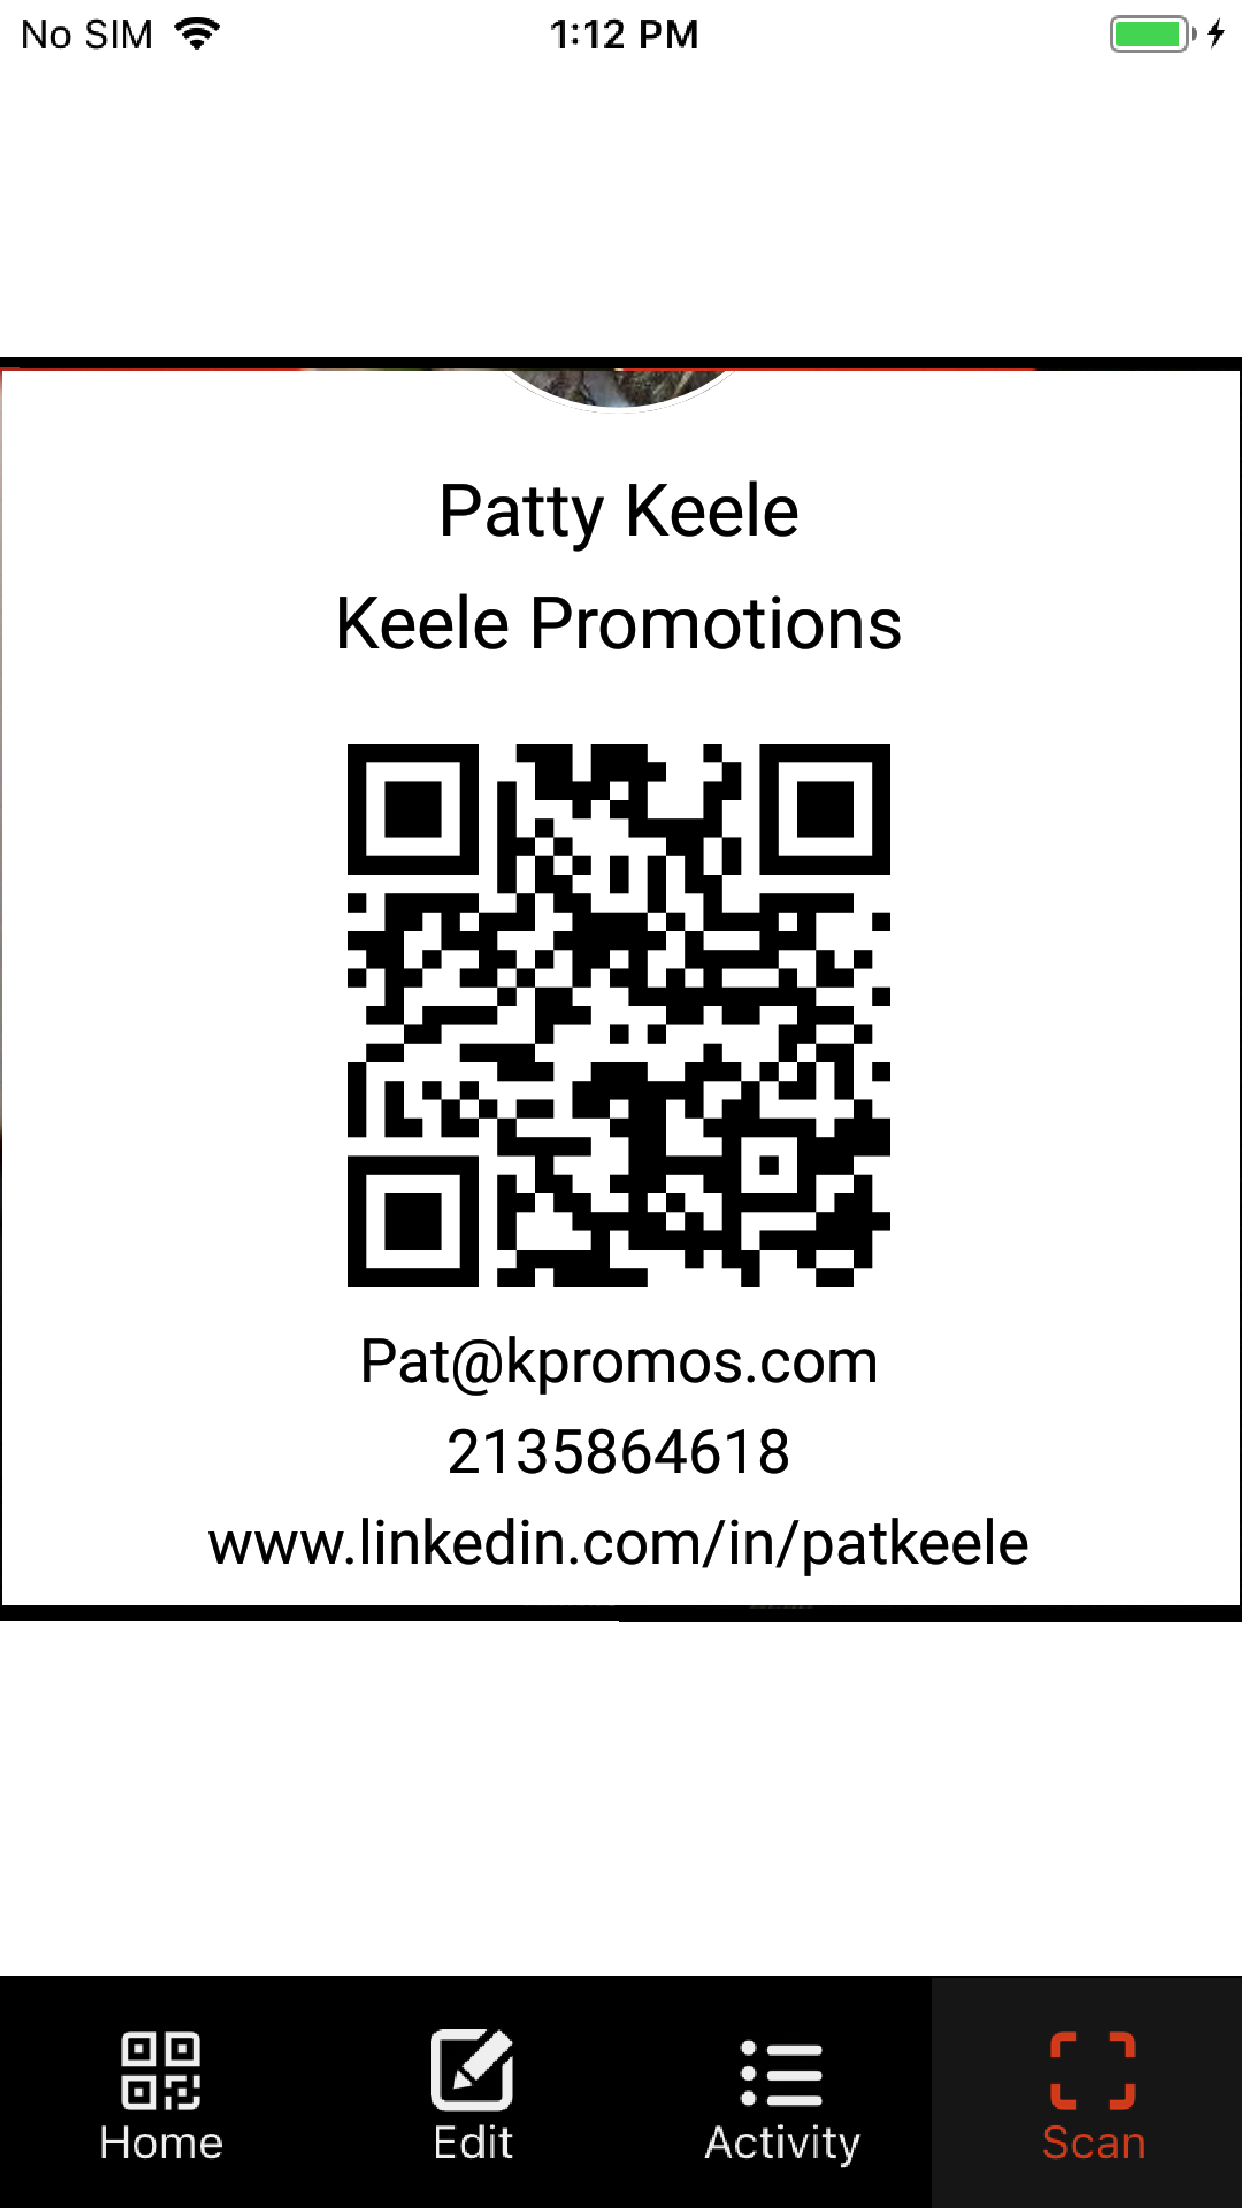 No SIM 1:12 PM
Patty Keele
Keele Promotions
Pat@kpromos.com
2135864618
www.linkedin.com/in/patkeele
Home Edit Activity Scan